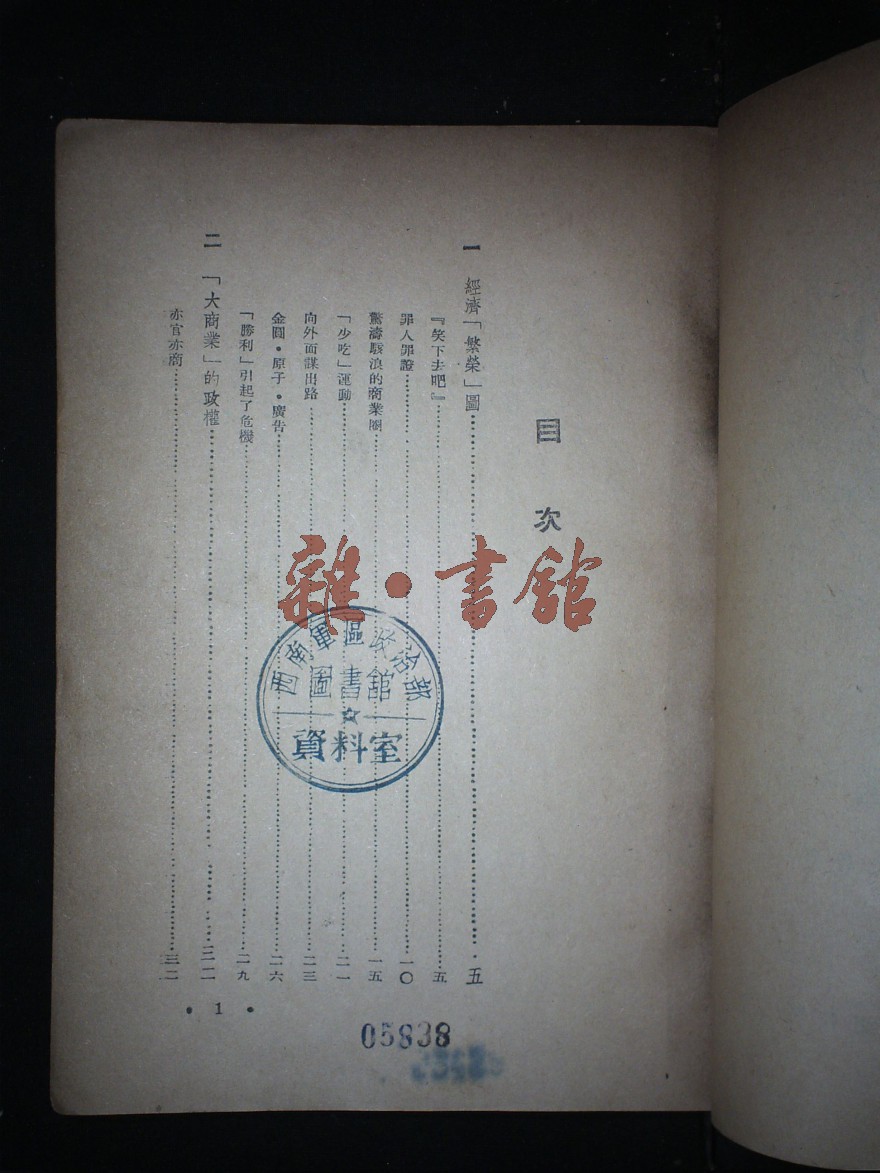 目次
一 經濟「繁榮」圖……五
『笑下去吧』……五
罪人罪證……一〇
驚濤駭浪的商業圈……一五
「少吃」運動……二一
向外面謀出路……二三
金圓・原子・廣告……二六
「勝利」引起了危機……二九
二 「大商業」的政權……三二
亦官亦商……三二
• 1 •
雜・書館
西南軍區政治部
圖書館
資料室
05838